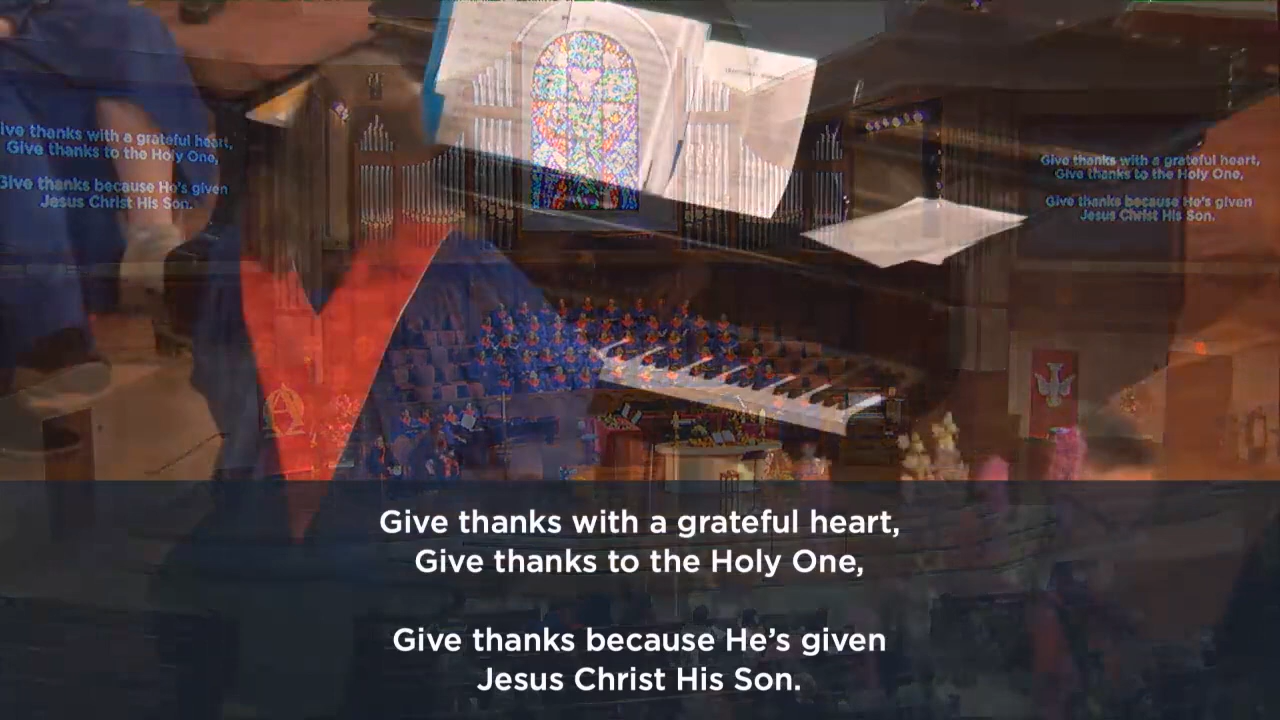 ive thanks with a grateful heart,
Give thanks to the Holy One,
Give thanks because He's given
Jesus Christ His Son.
Give thanks with a grateful heart,
Give thanks to the Holy One,
Give thanks because He's given
Jesus Christ His Son.
Give thanks with a grateful heart,
Give thanks to the Holy One,
Give thanks because He's given
Jesus Christ His Son.